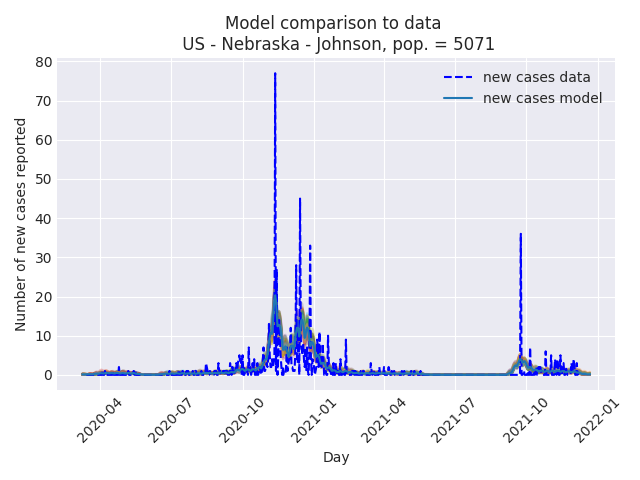 Model comparison to data
US - Nebraska - Johnson, pop. = 5071
new cases data
new cases model
Number of new cases reported
80
70
60
50
40
30
20
10
0
2020-04
2020-07
2020-10
2021-01
2021-04
2021-07
2021-10
2022-01
Day